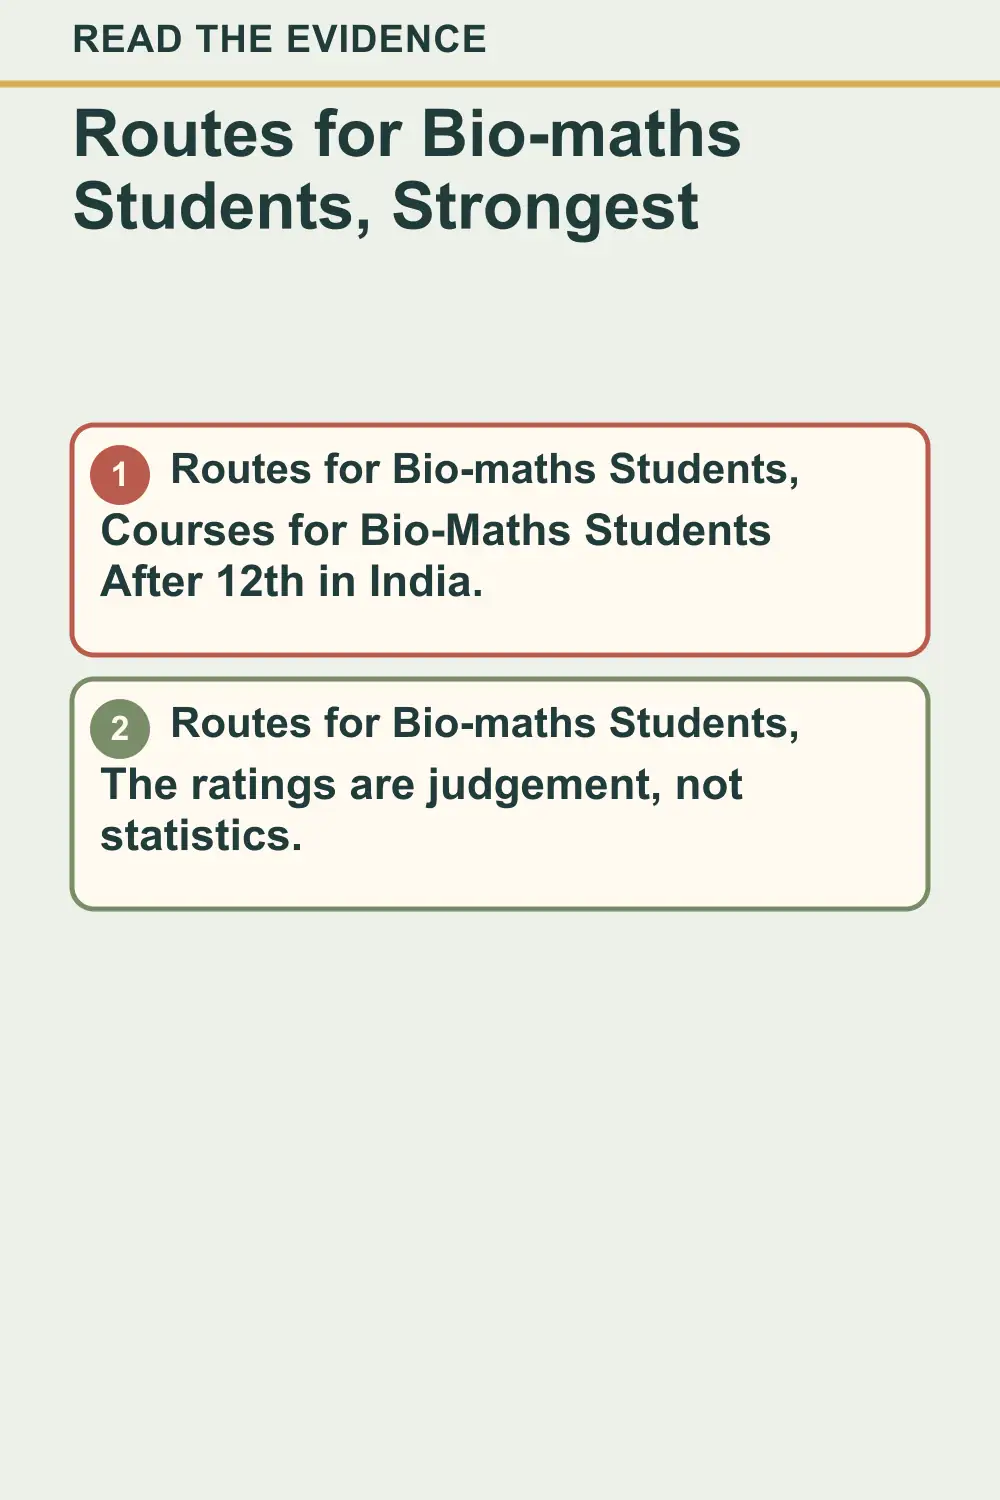 READ THE EVIDENCE
Routes for Bio-maths
Students, Strongest
1 Routes for Bio-maths Students,
Courses for Bio-Maths Students
After 12th in India.
2 Routes for Bio-maths Students,
The ratings are judgement, not
statistics.